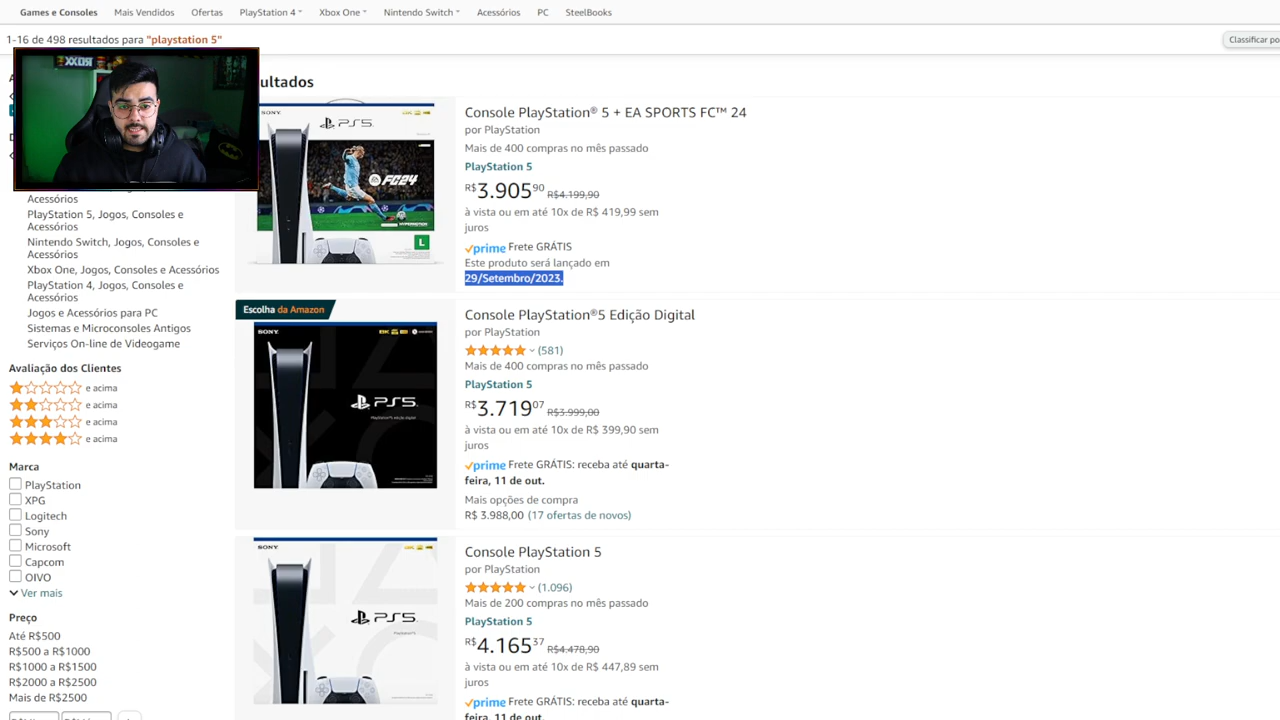 Games e Consoles Mais Vendidos Ofertas PlayStation 4 Xbox One Nintendo Switch Acessórios PC SteelBooks
1-16 de 498 resultados para "playstation 5"
Classificar po
ultados
Acessórios
PlayStation 5, Jogos, Consoles e
Acessórios
Nintendo Switch, Jogos, Consoles e
Acessórios
Xbox One, Jogos, Consoles e Acessórios
PlayStation 4, Jogos, Consoles e
Acessórios
Jogos e Acessórios para PC
Sistemas e Microconsoles Antigos
Serviços On-line de Videogame
Avaliação dos Clientes
e acima
e acima
e acima
e acima
Marca
PlayStation
XPG
Logitech
Sony
Microsoft
Capcom
OIVO
Ver mais
Preço
Até R$500
R$500 a R$1000
R$1000 a R$1500
R$2000 a R$2500
Mais de R$2500
SONY
PS5
FC24
L
Console PlayStation® 5 + EA SPORTS FC™ 24
por PlayStation
Mais de 400 compras no mês passado
PlayStation 5
R$3.905,90 R$4.199,90
à vista ou em até 10x de R$ 419,99 sem
juros
prime Frete GRÁTIS
Este produto será lançado em
29/Setembro/2023.
Escolha da Amazon
SONY
PS5
Console PlayStation®5 Edição Digital
por PlayStation
(581)
Mais de 400 compras no mês passado
PlayStation 5
R$3.719,07 R$3.999,00
à vista ou em até 10x de R$ 399,90 sem
juros
prime Frete GRÁTIS: receba até quarta-
feira, 11 de out.
Mais opções de compra
R$ 3.988,00 (17 ofertas de novos)
SONY
PS5
Console PlayStation 5
por PlayStation
(1.096)
Mais de 200 compras no mês passado
PlayStation 5
R$4.165,37 R$4.478,90
à vista ou em até 10x de R$ 447,89 sem
juros
prime Frete GRÁTIS: receba até quarta-
feira, 11 de out.